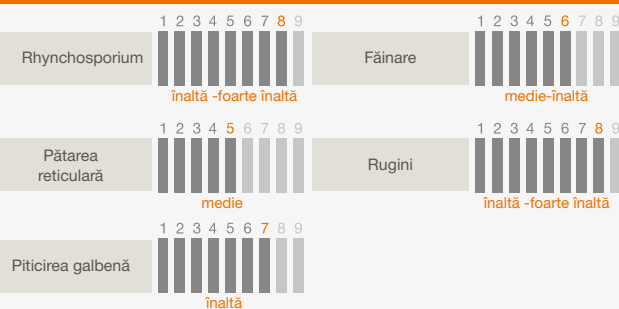 1 2 3 4 5 6 7 8 9
Rhynchosporium
înaltă -foarte înaltă
1 2 3 4 5 6 7 8 9
Făinare
medie-înaltă
1 2 3 4 5 6 7 8 9
Pătarea
reticulară
medie
1 2 3 4 5 6 7 8 9
Rugini
înaltă -foarte înaltă
1 2 3 4 5 6 7 8 9
Piticirea galbenă
înaltă